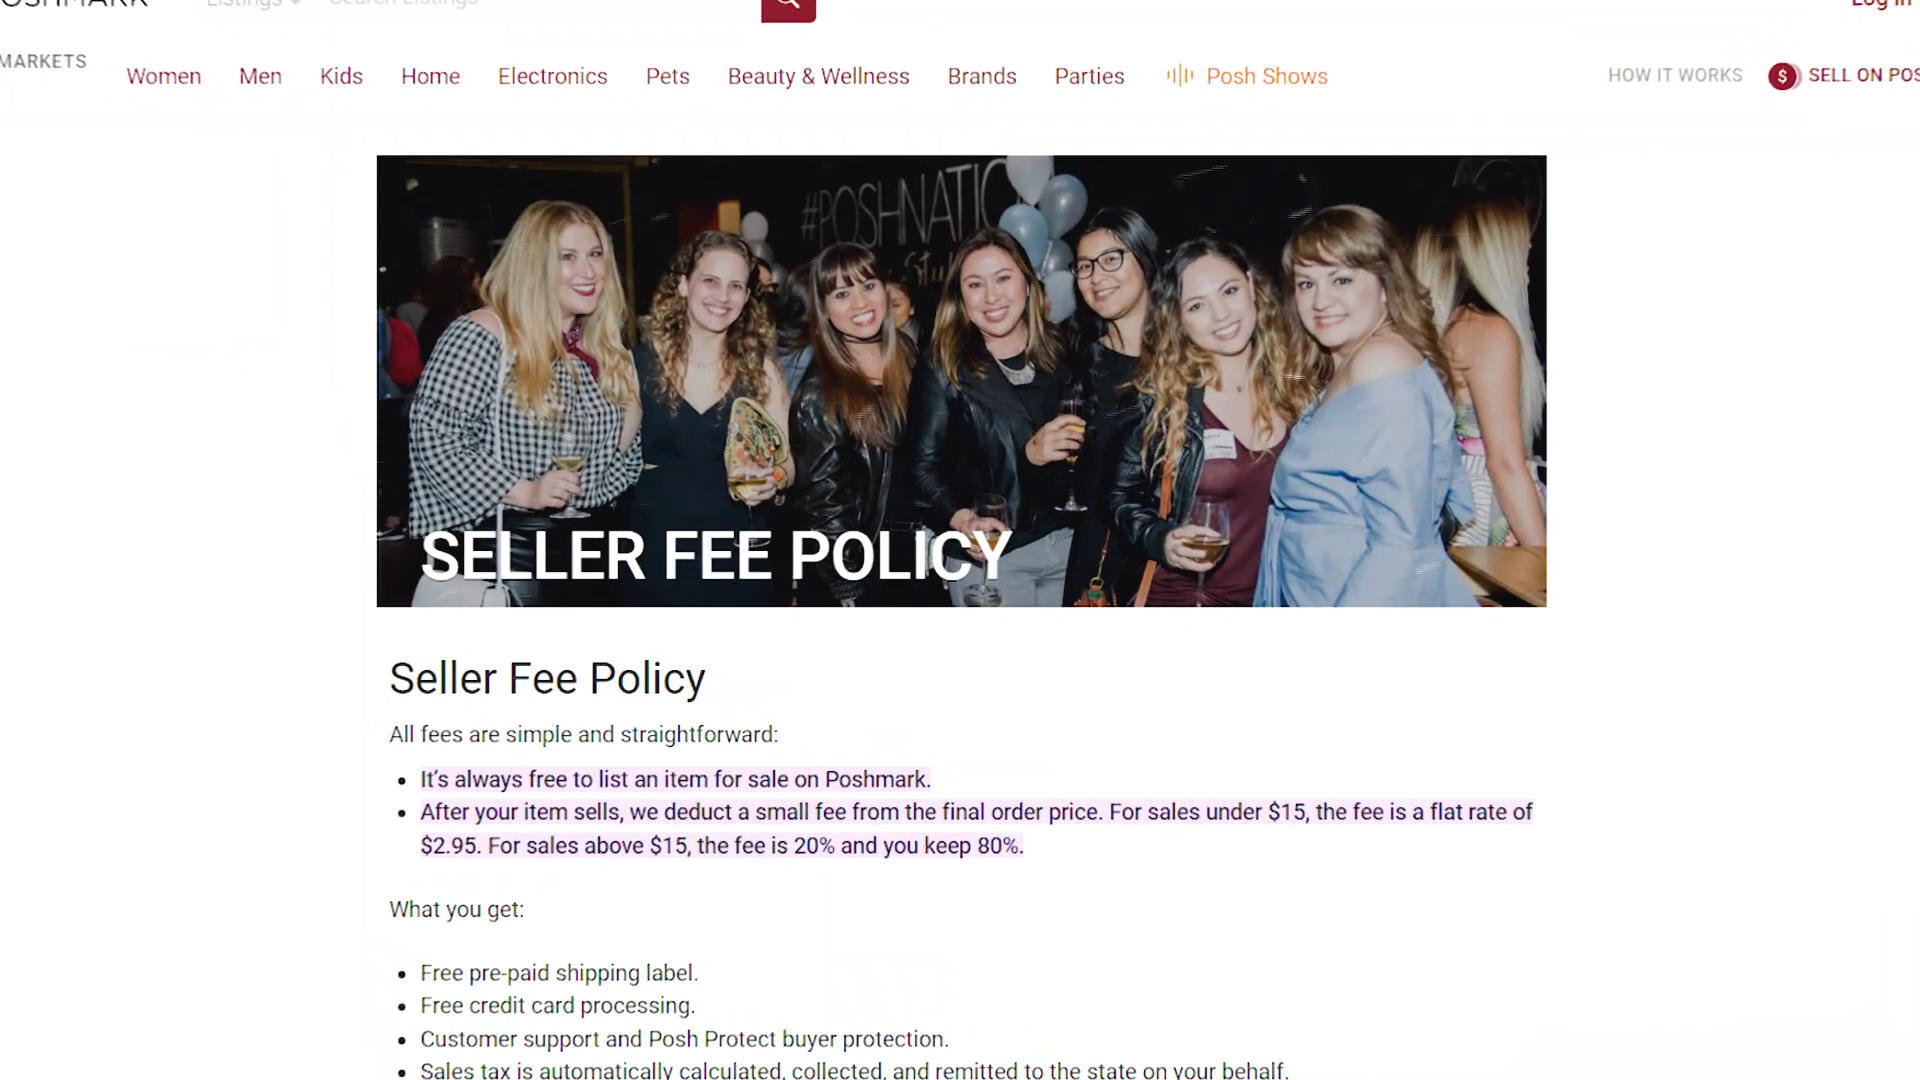 Listings
Search Listings
MARKETS
Women Men Kids Home Electronics Pets Beauty & Wellness Brands Parties Posh Shows
HOW IT WORKS $ SELL ON POS
#POSHNATIO
SELLER FEE POLICY
Seller Fee Policy
All fees are simple and straightforward:
• It's always free to list an item for sale on Poshmark.
• After your item sells, we deduct a small fee from the final order price. For sales under $15, the fee is a flat rate of
$2.95. For sales above $15, the fee is 20% and you keep 80%.
What you get:
• Free pre-paid shipping label.
• Free credit card processing.
• Customer support and Posh Protect buyer protection.
• Sales tax is automatically calculated, collected, and remitted to the state on your behalf.